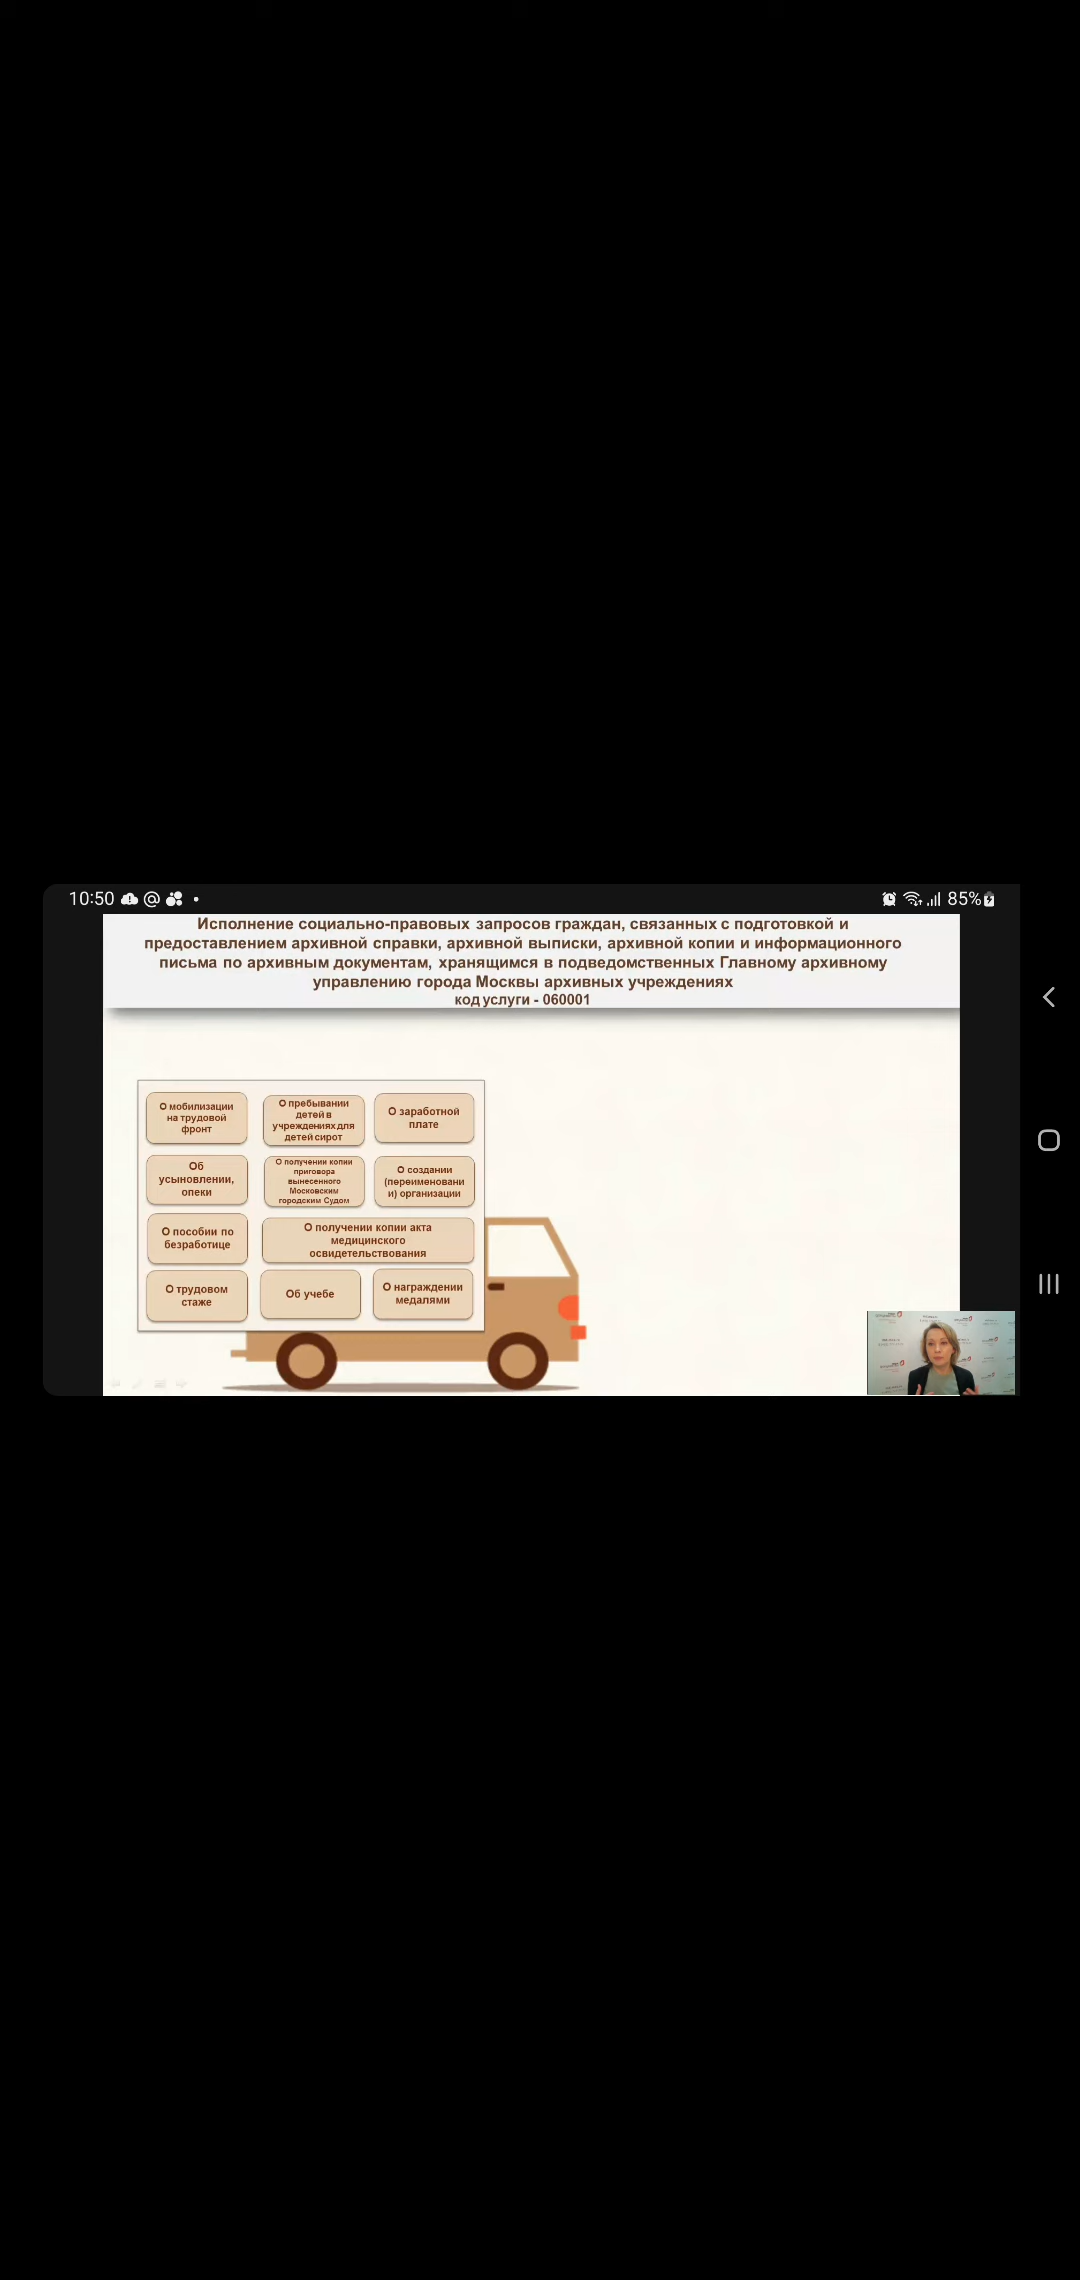 10:50
85%
Исполнение социально-правовых запросов граждан, связанных с подготовкой и
предоставлением архивной справки, архивной выписки, архивной копии и информационного
письма по архивным документам, хранящимся в подведомственных Главному архивному
управлению города Москвы архивных учреждениях
код услуги - 060001
О мобилизации
на трудовой
фронт
О пребывании
детей в
учреждениях для
детей сирот
О заработной
плате
Об
усыновлении,
опеки
О получении копии
приговора
вынесенного
Московским
городским Судом
О создании
(переименовани
и) организации
О пособии по
безработице
О получении копии акта
медицинского
освидетельствования
О трудовом
стаже
Об учебе
О награждении
медалями